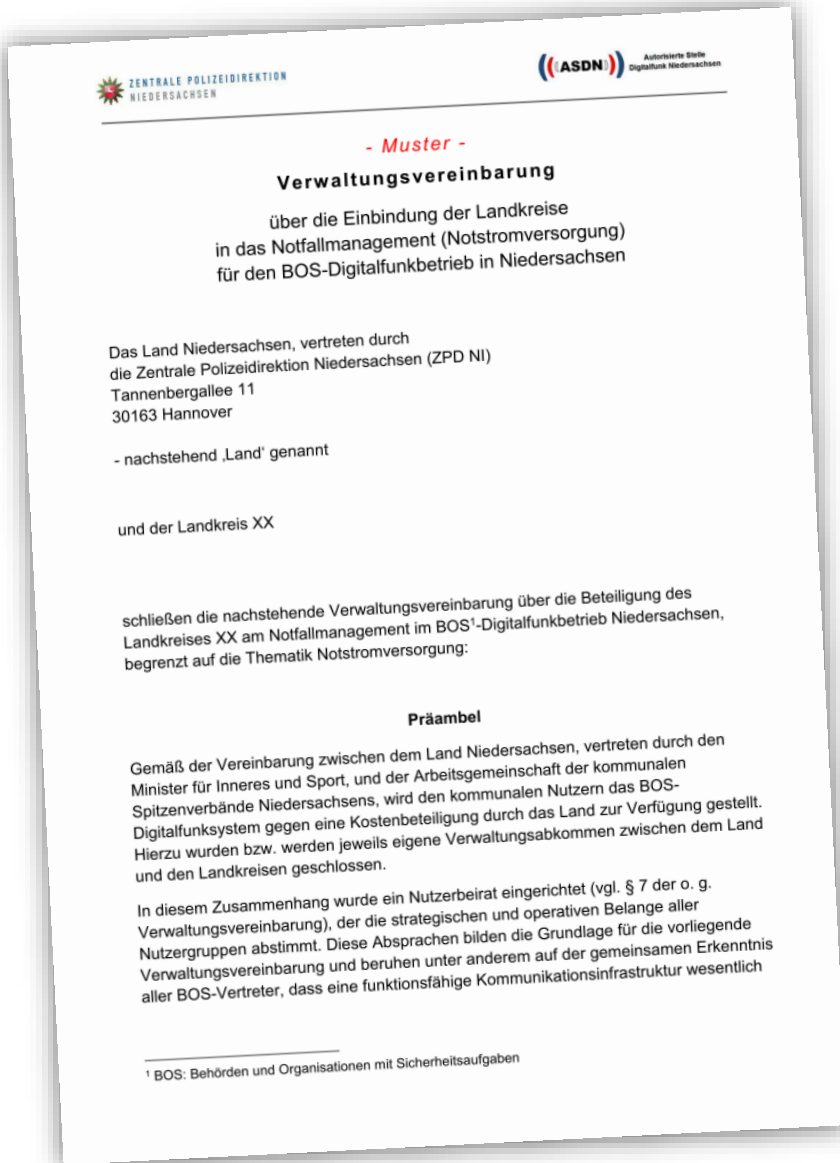 ZENTRALE POLIZEIDIREKTION
NIEDERSACHSEN
ASDN
Autorisierte Stelle
Digitalfunk Niedersachsen
- Muster -
Verwaltungsvereinbarung
über die Einbindung der Landkreise
in das Notfallmanagement (Notstromversorgung)
für den BOS-Digitalfunkbetrieb in Niedersachsen
Das Land Niedersachsen, vertreten durch
die Zentrale Polizeidirektion Niedersachsen (ZPD NI)
Tannenbergallee 11
30163 Hannover
- nachstehend ‚Land‘ genannt
und der Landkreis XX
schließen die nachstehende Verwaltungsvereinbarung über die Beteiligung des
Landkreises XX am Notfallmanagement im BOS¹-Digitalfunkbetrieb Niedersachsen,
begrenzt auf die Thematik Notstromversorgung:
Präambel
Gemäß der Vereinbarung zwischen dem Land Niedersachsen, vertreten durch den
Minister für Inneres und Sport, und der Arbeitsgemeinschaft der kommunalen
Spitzenverbände Niedersachsens, wird den kommunalen Nutzern das BOS-
Digitalfunksystem gegen eine Kostenbeteiligung durch das Land zur Verfügung gestellt.
Hierzu wurden bzw. werden jeweils eigene Verwaltungsabkommen zwischen dem Land
und den Landkreisen geschlossen.
In diesem Zusammenhang wurde ein Nutzerbeirat eingerichtet (vgl. § 7 der o. g.
Verwaltungsvereinbarung), der die strategischen und operativen Belange aller
Nutzergruppen abstimmt. Diese Absprachen bilden die Grundlage für die vorliegende
Verwaltungsvereinbarung und beruhen unter anderem auf der gemeinsamen Erkenntnis
aller BOS-Vertreter, dass eine funktionsfähige Kommunikationsinfrastruktur wesentlich
¹ BOS: Behörden und Organisationen mit Sicherheitsaufgaben